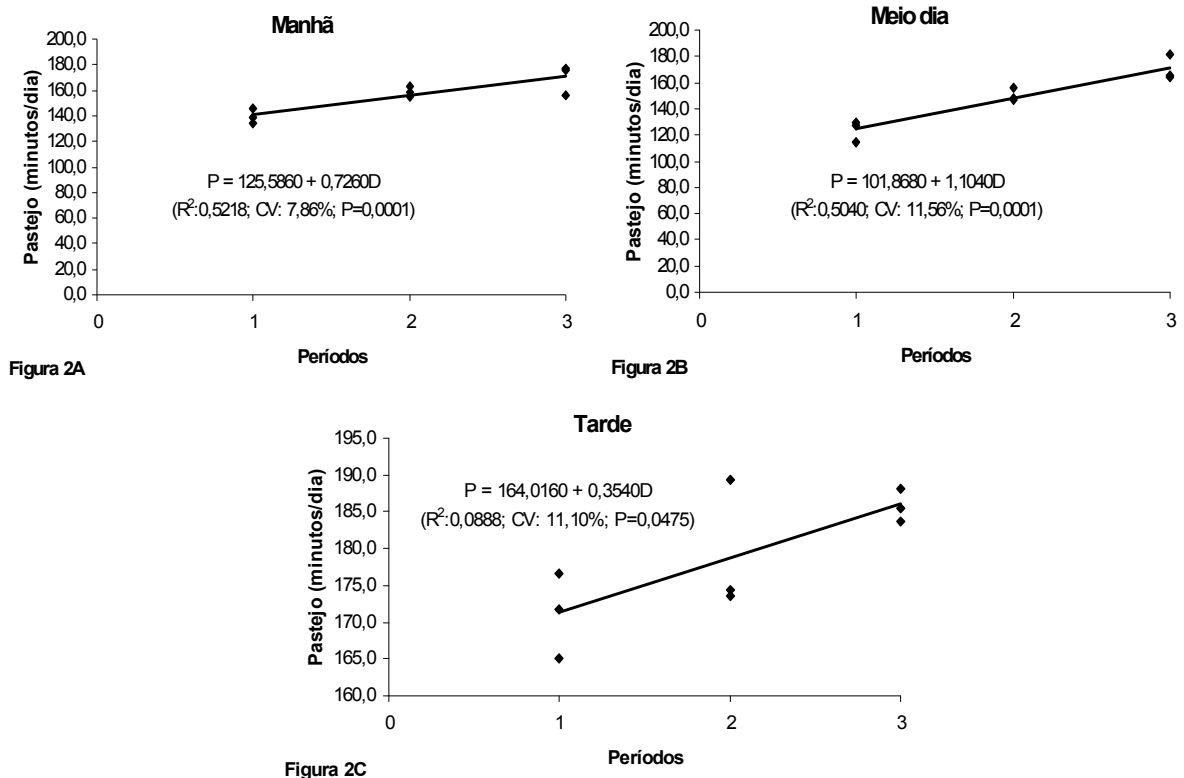 Manhã
Pastejo (minutos/dia)
200,0
180,0
160,0
140,0
120,0
100,0
80,0
60,0
40,0
20,0
0,0
P = 125,5860 + 0,7260D
(R²:0,5218; CV: 7,86%; P=0,0001)
0 1 2 3
Períodos
Figura 2A
Meio dia
Pastejo (minutos/dia)
200,0
180,0
160,0
140,0
120,0
100,0
80,0
60,0
40,0
20,0
0,0
P = 101,8680 + 1,1040D
(R²:0,5040; CV: 11,56%; P=0,0001)
0 1 2 3
Períodos
Figura 2B
Tarde
Pastejo (minutos/dia)
195,0
190,0
185,0
180,0
175,0
170,0
165,0
160,0
P = 164,0160 + 0,3540D
(R²:0,0888; CV: 11,10%; P=0,0475)
0 1 2 3
Períodos
Figura 2C